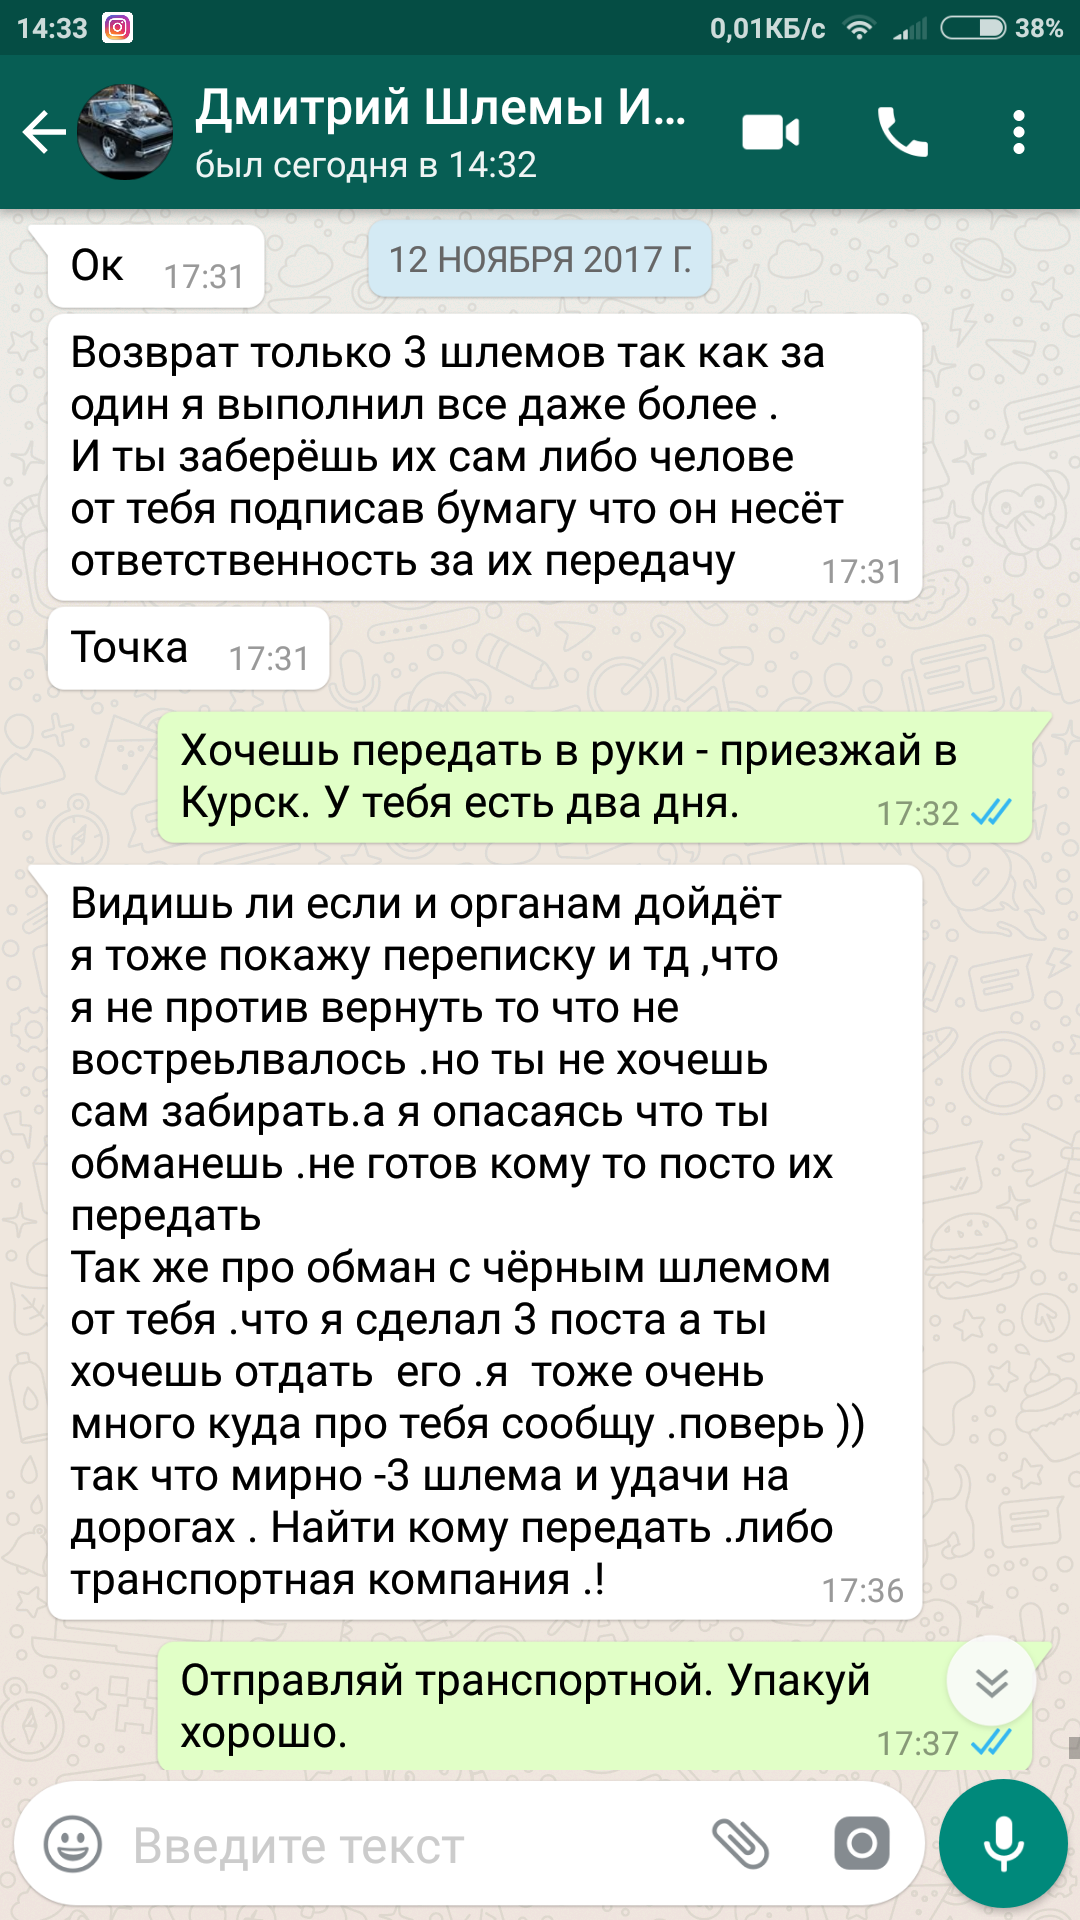 14:33 0,01КБ/с 38%
Дмитрий Шлемы И...
был сегодня в 14:32
12 НОЯБРЯ 2017 Г.
Ок 17:31
Возврат только 3 шлемов так как за
один я выполнил все даже более .
И ты заберёшь их сам либо челове
от тебя подписав бумагу что он несёт
ответственность за их передачу 17:31
Точка 17:31
Хочешь передать в руки - приезжай в
Курск. У тебя есть два дня. 17:32
Видишь ли если и органам дойдёт
я тоже покажу переписку и тд ,что
я не против вернуть то что не
востреьлвалось .но ты не хочешь
сам забирать.а я опасаясь что ты
обманешь .не готов кому то посто их
передать
Так же про обман с чёрным шлемом
от тебя .что я сделал 3 поста а ты
хочешь отдать  его .я  тоже очень
много куда про тебя сообщу .поверь ))
так что мирно -3 шлема и удачи на
дорогах . Найти кому передать .либо
транспортная компания .! 17:36
Отправляй транспортной. Упакуй
хорошо. 17:37
Введите текст